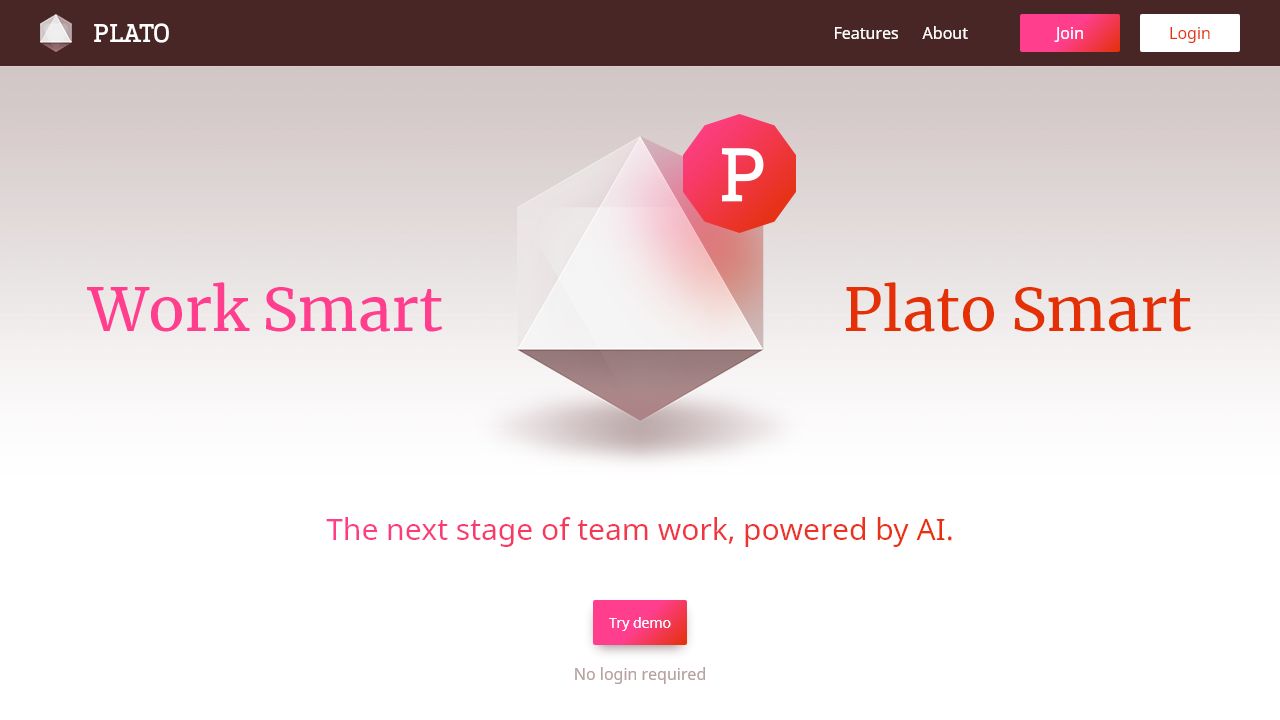 PLATO
Features About Join Login
P
Work Smart Plato Smart
The next stage of team work, powered by AI.
Try demo
No login required